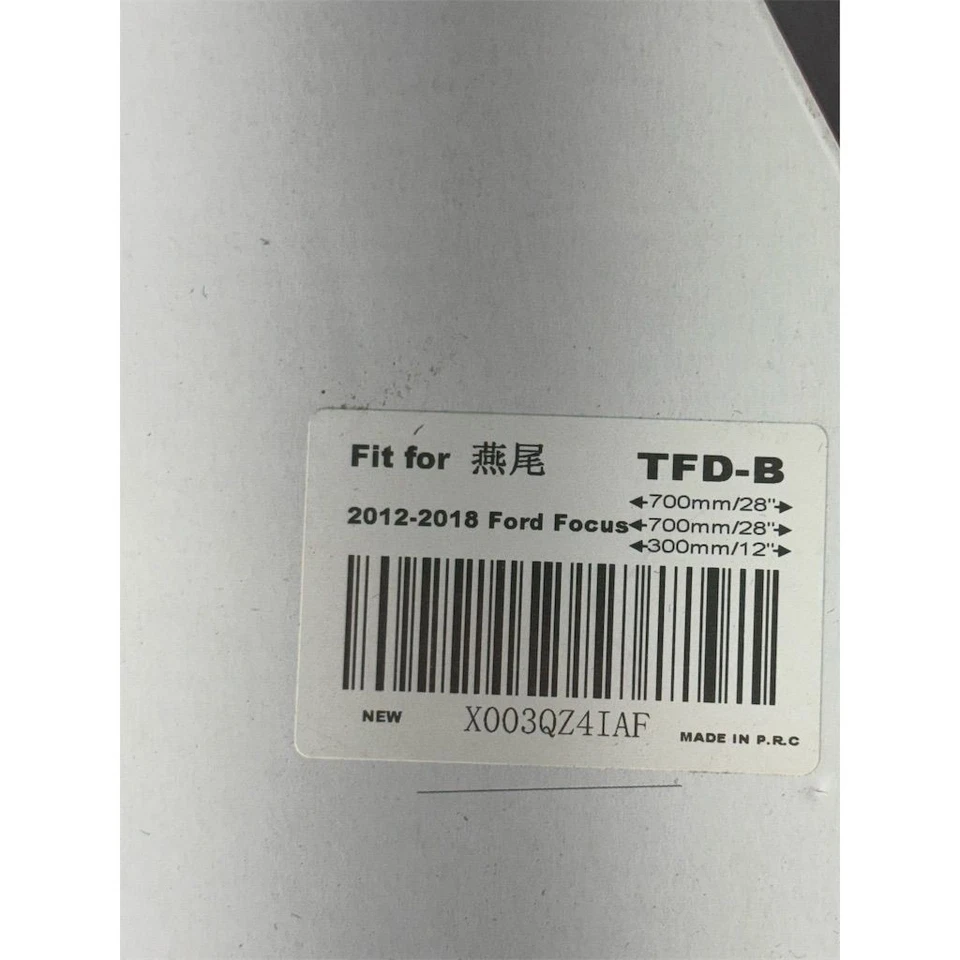 Fit for 燕尾 TFD-B
700mm/28"
2012-2018 Ford Focus 700mm/28"
300mm/12"
NEW X003QZ4IAF MADE IN P.R.C